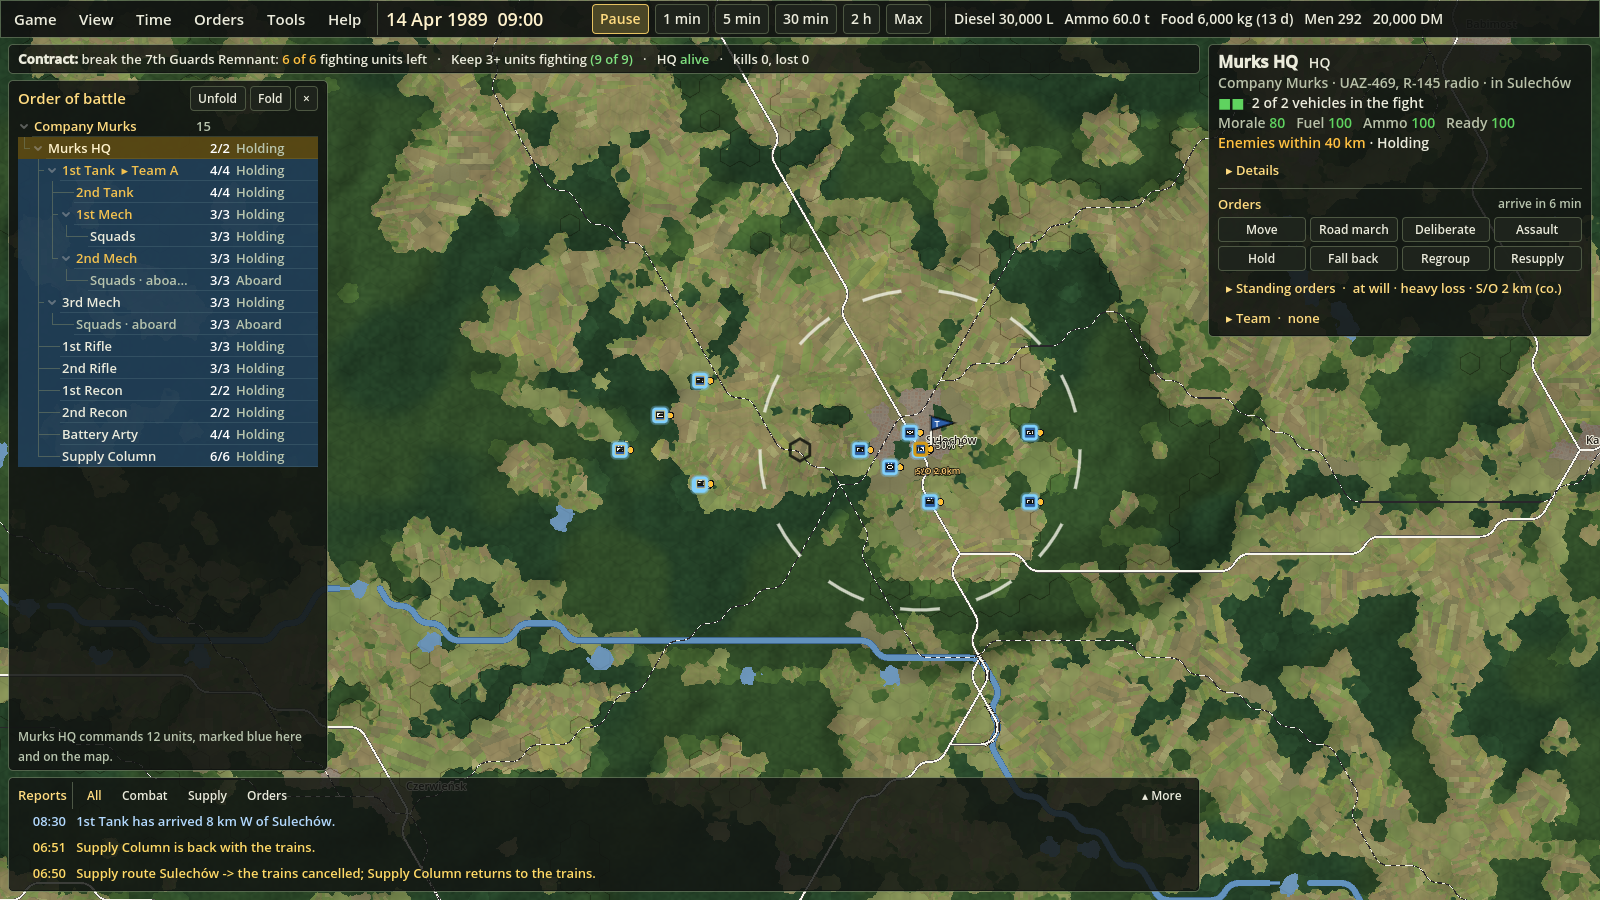 Game View Time Orders Tools Help 14 Apr 1989 09:00 Pause 1 min 5 min 30 min 2 h Max Diesel 30,000 L Ammo 60.0 t Food 6,000 kg (13 d) Men 292 20,000 DM
Contract: break the 7th Guards Remnant: 6 of 6 fighting units left · Keep 3+ units fighting (9 of 9) · HQ alive · kills 0, lost 0
Order of battle Unfold Fold ×
Company Murks 15
Murks HQ 2/2 Holding
1st Tank ▸ Team A 4/4 Holding
2nd Tank 4/4 Holding
1st Mech 3/3 Holding
Squads 3/3 Holding
2nd Mech 3/3 Holding
Squads · aboa... 3/3 Aboard
3rd Mech 3/3 Holding
Squads · aboard 3/3 Aboard
1st Rifle 3/3 Holding
2nd Rifle 3/3 Holding
1st Recon 2/2 Holding
2nd Recon 2/2 Holding
Battery Arty 4/4 Holding
Supply Column 6/6 Holding
Murks HQ commands 12 units, marked blue here
and on the map.
Murks HQ HQ
Company Murks · UAZ-469, R-145 radio · in Sulechów
2 of 2 vehicles in the fight
Morale 80 Fuel 100 Ammo 100 Ready 100
Enemies within 40 km · Holding
▸ Details
Orders arrive in 6 min
Move Road march Deliberate Assault
Hold Fall back Regroup Resupply
▸ Standing orders · at will · heavy loss · S/O 2 km (co.)
▸ Team · none
T
Sulechów
S/O 2.0km
Ka
Czerwieńsk
Reports All Combat Supply Orders ▴ More
08:30 1st Tank has arrived 8 km W of Sulechów.
06:51 Supply Column is back with the trains.
06:50 Supply route Sulechów -> the trains cancelled; Supply Column returns to the trains.